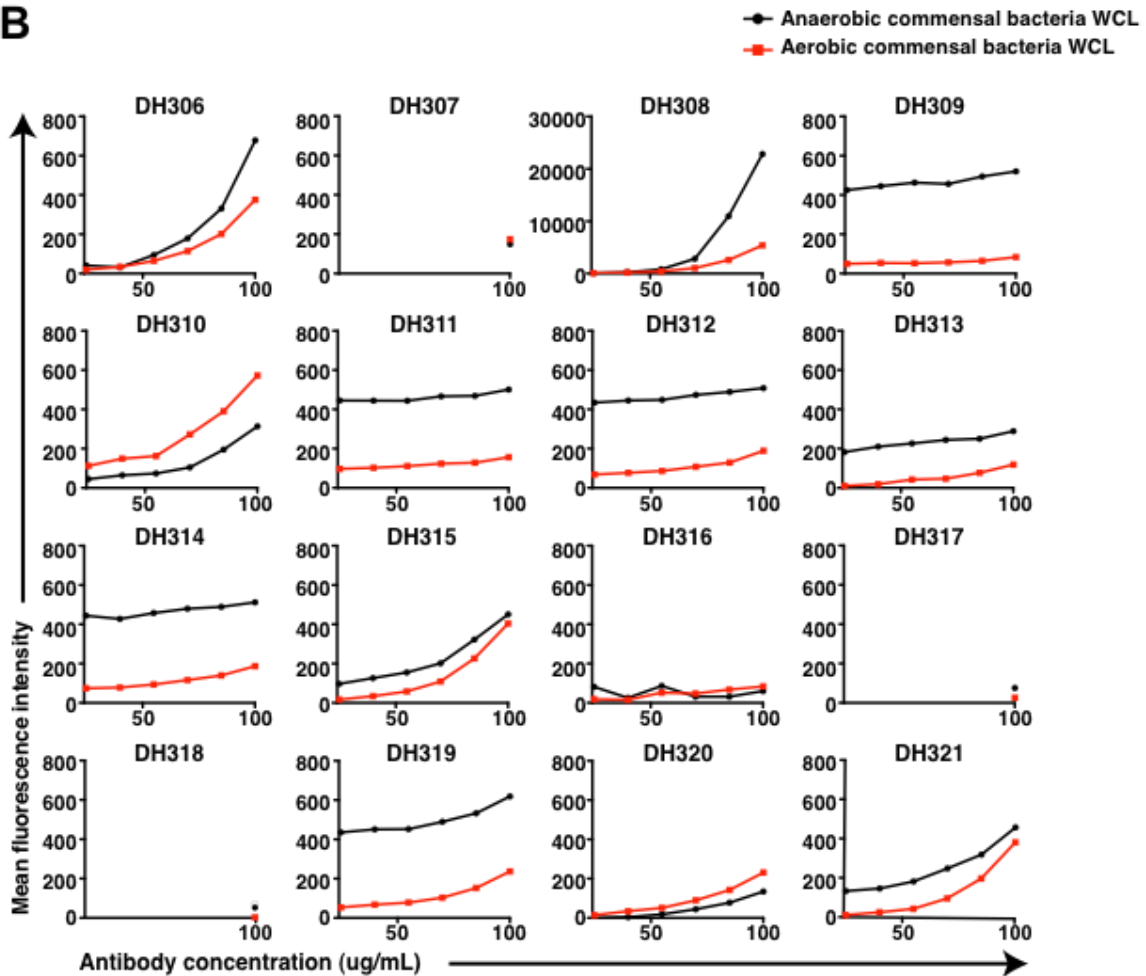 B
Anaerobic commensal bacteria WCL
Aerobic commensal bacteria WCL
DH306 DH307 DH308 DH309
800 800 30000 800
600 600 20000 600
400 400 10000 400
200 200 200
0 0 0 0
50 100 100 50 100 50 100
DH310 DH311 DH312 DH313
800 800 800 800
600 600 600 600
400 400 400 400
200 200 200 200
0 0 0 0
50 100 50 100 50 100 50 100
DH314 DH315 DH316 DH317
800 800 800 800
600 600 600 600
400 400 400 400
200 200 200 200
0 0 0 0
50 100 50 100 50 100 100
DH318 DH319 DH320 DH321
800 800 800 800
600 600 600 600
400 400 400 400
200 200 200 200
0 0 0 0
100 50 100 50 100 50 100
Mean fluorescence intensity
Antibody concentration (ug/mL)